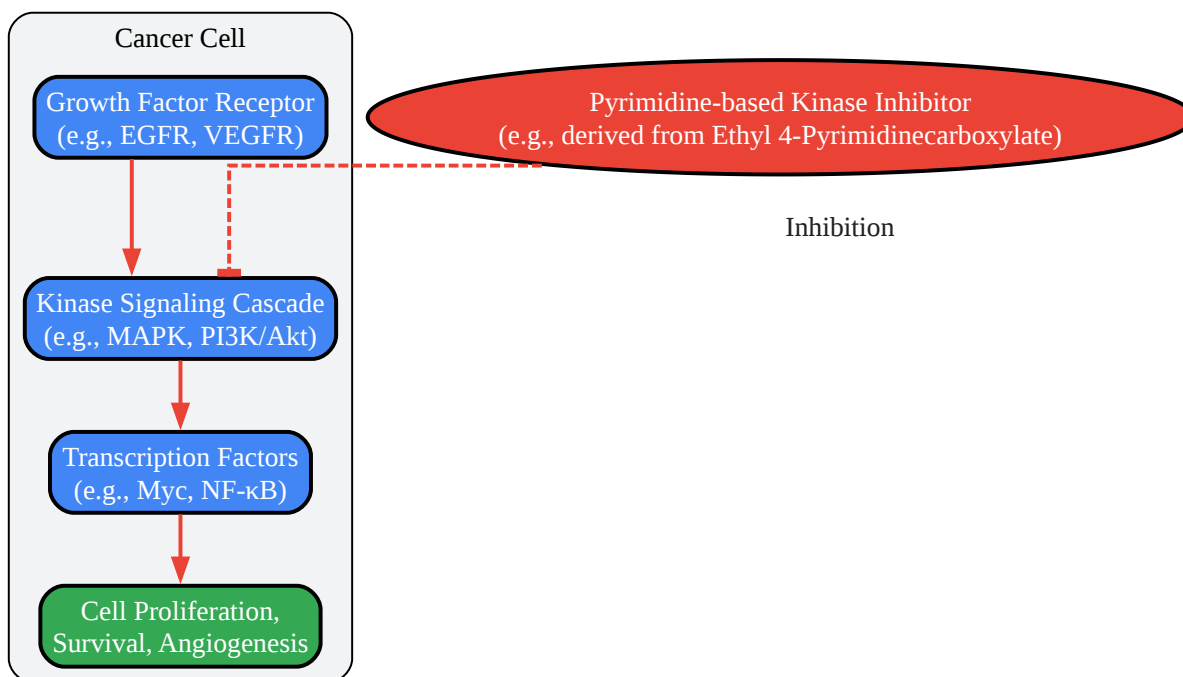 Cancer Cell
Growth Factor Receptor
(e.g., EGFR, VEGFR)
Pyrimidine-based Kinase Inhibitor
(e.g., derived from Ethyl 4-Pyrimidinecarboxylate)
Inhibition
Kinase Signaling Cascade
(e.g., MAPK, PI3K/Akt)
Transcription Factors
(e.g., Myc, NF-κB)
Cell Proliferation,
Survival, Angiogenesis